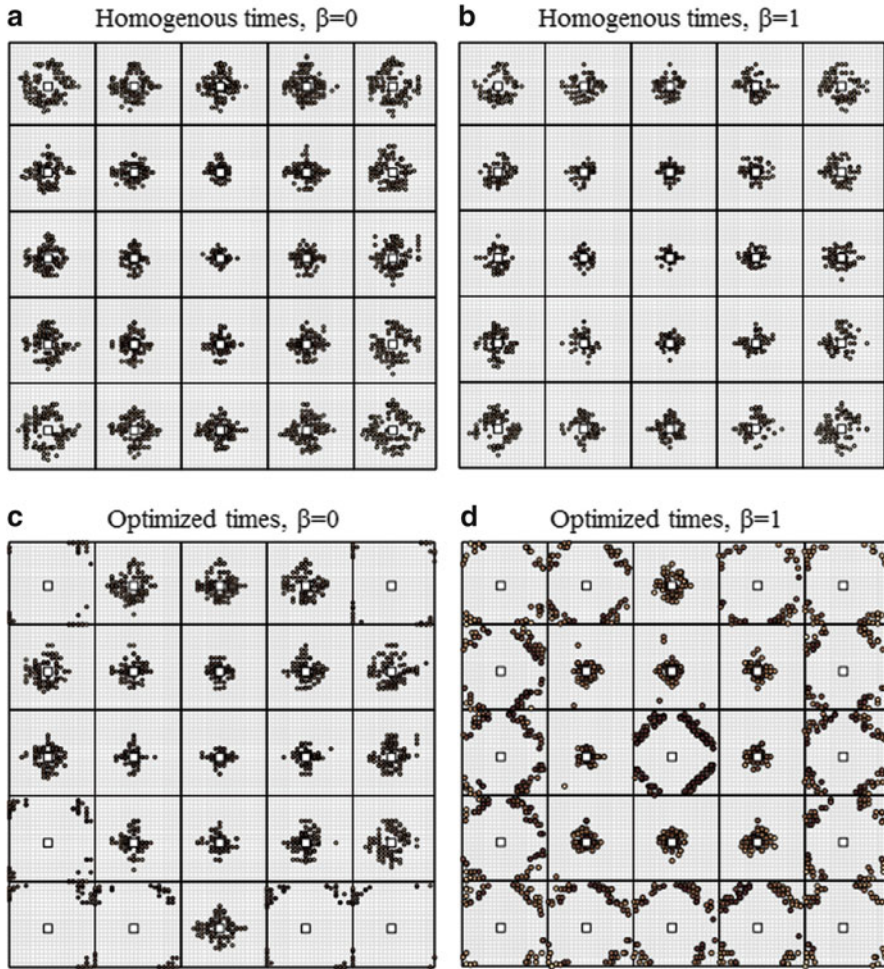 a Homogenous times, β=0
b Homogenous times, β=1
c Optimized times, β=0
d Optimized times, β=1